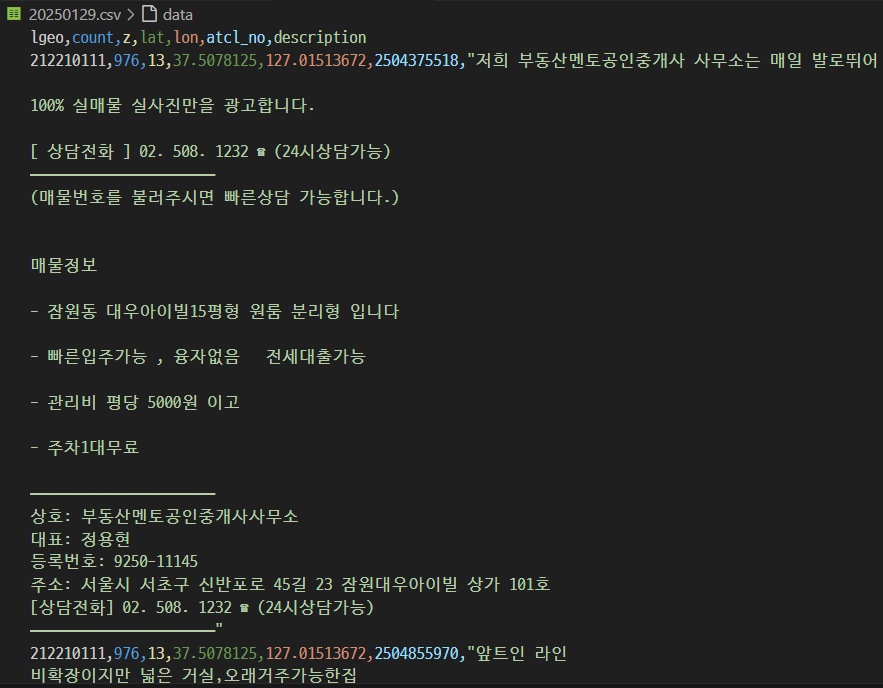 20250129.csv > data
lgeo,count,z,lat,lon,atcl_no,description
212210111,976,13,37.5078125,127.01513672,2504375518,"저희 부동산멘토공인중개사 사무소는 매일 발로뛰어
100% 실매물 실사진만을 광고합니다.
[ 상담전화 ] 02. 508. 1232 ☎ (24시상담가능)
━━━━━━━━━━━━━━━
(매물번호를 불러주시면 빠른상담 가능합니다.)
매물정보
- 잠원동 대우아이빌15평형 원룸 분리형 입니다
- 빠른입주가능 , 융자없음   전세대출가능
- 관리비 평당 5000원 이고
- 주차1대무료
━━━━━━━━━━━━━━━
상호: 부동산멘토공인중개사사무소
대표: 정용현
등록번호: 9250-11145
주소: 서울시 서초구 신반포로 45길 23 잠원대우아이빌 상가 101호
[상담전화] 02. 508. 1232 ☎ (24시상담가능)
━━━━━━━━━━━━━━━"
212210111,976,13,37.5078125,127.01513672,2504855970,"앞트인 라인
비확장이지만 넓은 거실,오래거주가능한집